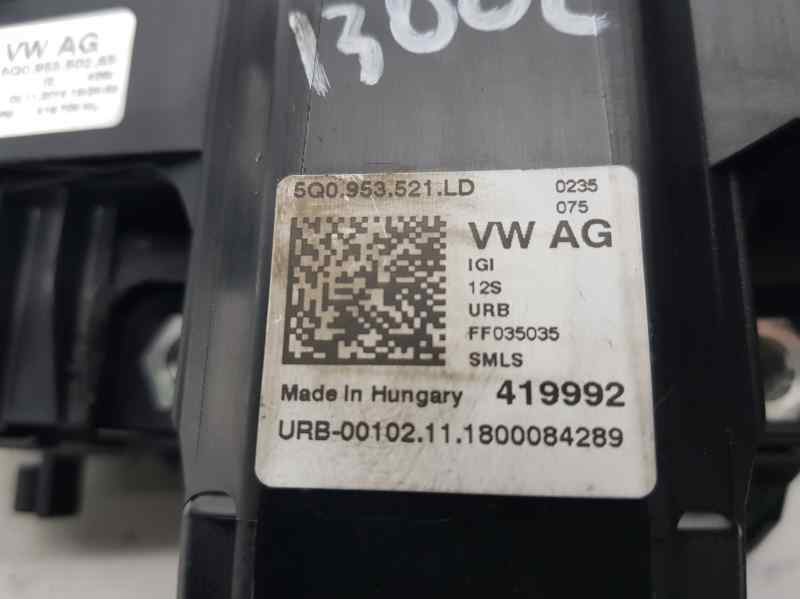 VW AG
1300L
5Q0.953.521.LD 0235
075
VW AG
IGI
12S
URB
FF035035
SMLS
Made in Hungary 419992
URB-00102.11.1800084289